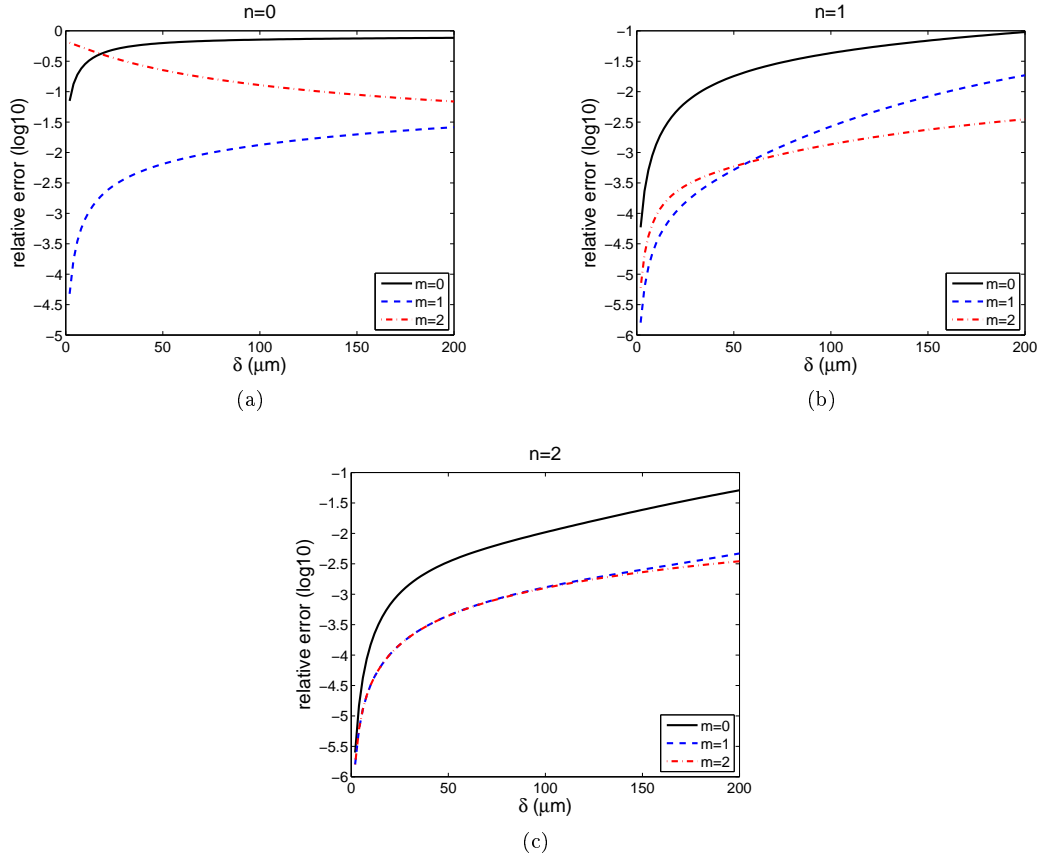 n=0
relative error (log10)
0
−0.5
−1
−1.5
−2
−2.5
−3
−3.5
−4
−4.5
−5
0 50 100 150 200
δ (μm)
m=0
m=1
m=2
(a)
n=1
relative error (log10)
−1
−1.5
−2
−2.5
−3
−3.5
−4
−4.5
−5
−5.5
−6
0 50 100 150 200
δ (μm)
m=0
m=1
m=2
(b)
n=2
relative error (log10)
−1
−1.5
−2
−2.5
−3
−3.5
−4
−4.5
−5
−5.5
−6
0 50 100 150 200
δ (μm)
m=0
m=1
m=2
(c)